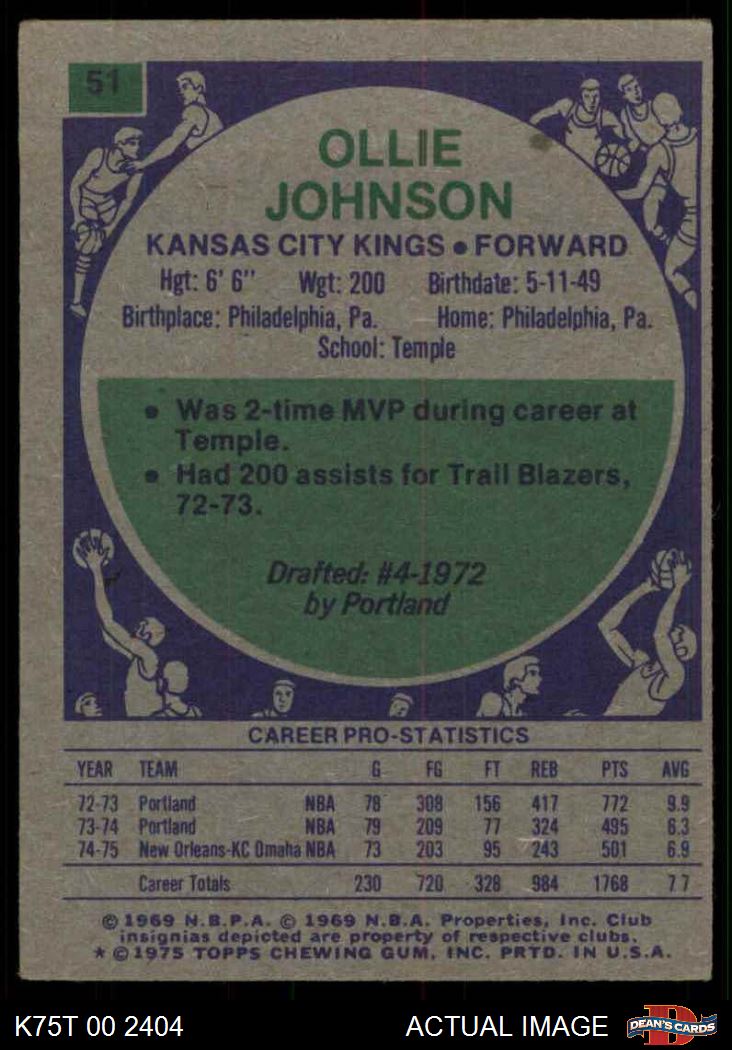 51
OLLIE
JOHNSON
KANSAS CITY KINGS • FORWARD
Hgt: 6' 6" Wgt: 200 Birthdate: 5-11-49
Birthplace: Philadelphia, Pa. Home: Philadelphia, Pa.
School: Temple
• Was 2-time MVP during career at
Temple.
• Had 200 assists for Trail Blazers,
72-73.
Drafted: #4-1972
by Portland
CAREER PRO-STATISTICS
YEAR TEAM G FG FT REB PTS AVG
72-73 Portland NBA 78 308 156 417 772 9.9
73-74 Portland NBA 79 209 77 324 495 6.3
74-75 New Orleans-KC Omaha NBA 73 203 95 243 501 6.9
Career Totals 230 720 328 984 1768 7 7
© 1969 N.B.P.A. © 1969 N.B.A. Properties, Inc. Club
insignias depicted are property of respective clubs.
* © 1975 TOPPS CHEWING GUM, INC. PRTD. IN U.S.A.
K75T 00 2404 ACTUAL IMAGE D DEAN'S CARDS